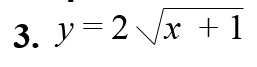 3. y = 2√(x + 1)